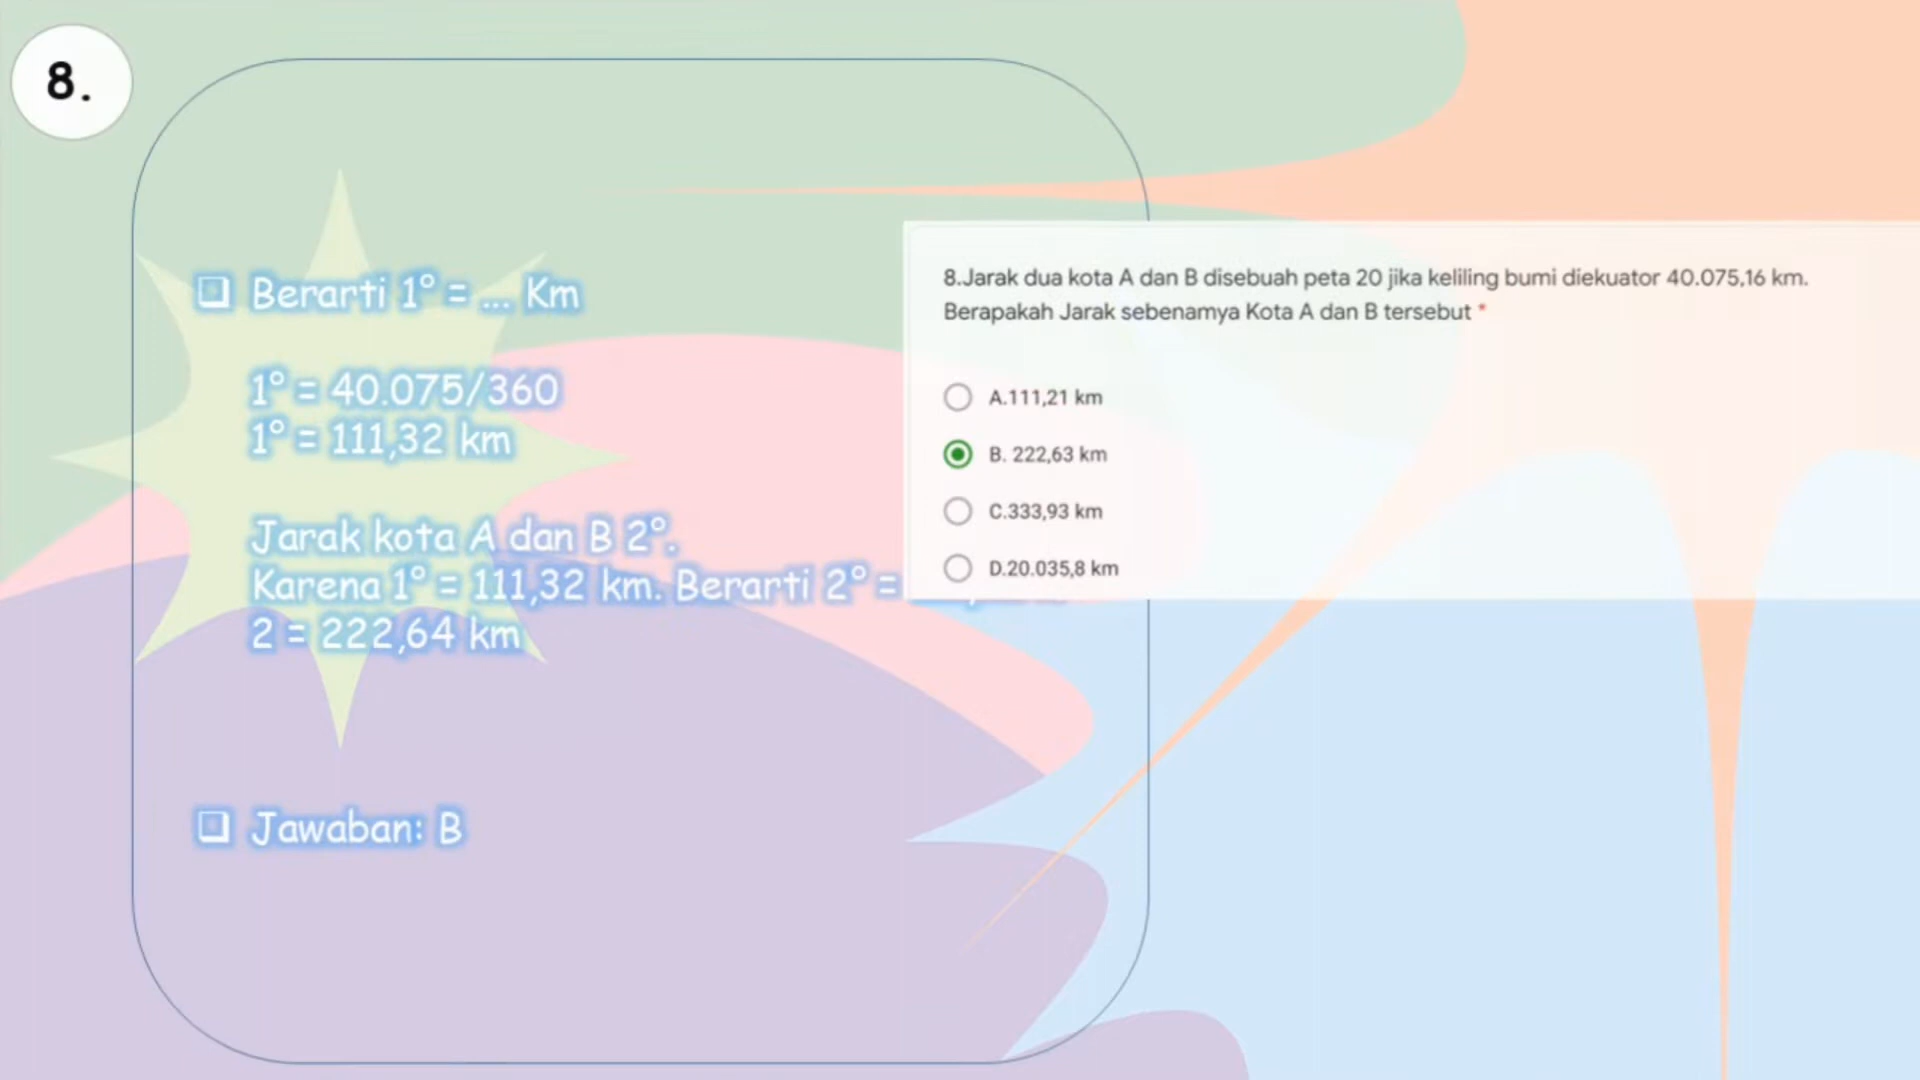 8.
❑ Berarti 1° = ... Km
1° = 40.075/360
1° = 111,32 km
Jarak kota A dan B 2°.
Karena 1° = 111,32 km. Berarti 2° =
2 = 222,64 km
❑ Jawaban: B
8.Jarak dua kota A dan B disebuah peta 20 jika keliling bumi diekuator 40.075,16 km.
Berapakah Jarak sebenamya Kota A dan B tersebut *
A.111,21 km
B. 222,63 km
C.333,93 km
D.20.035,8 km